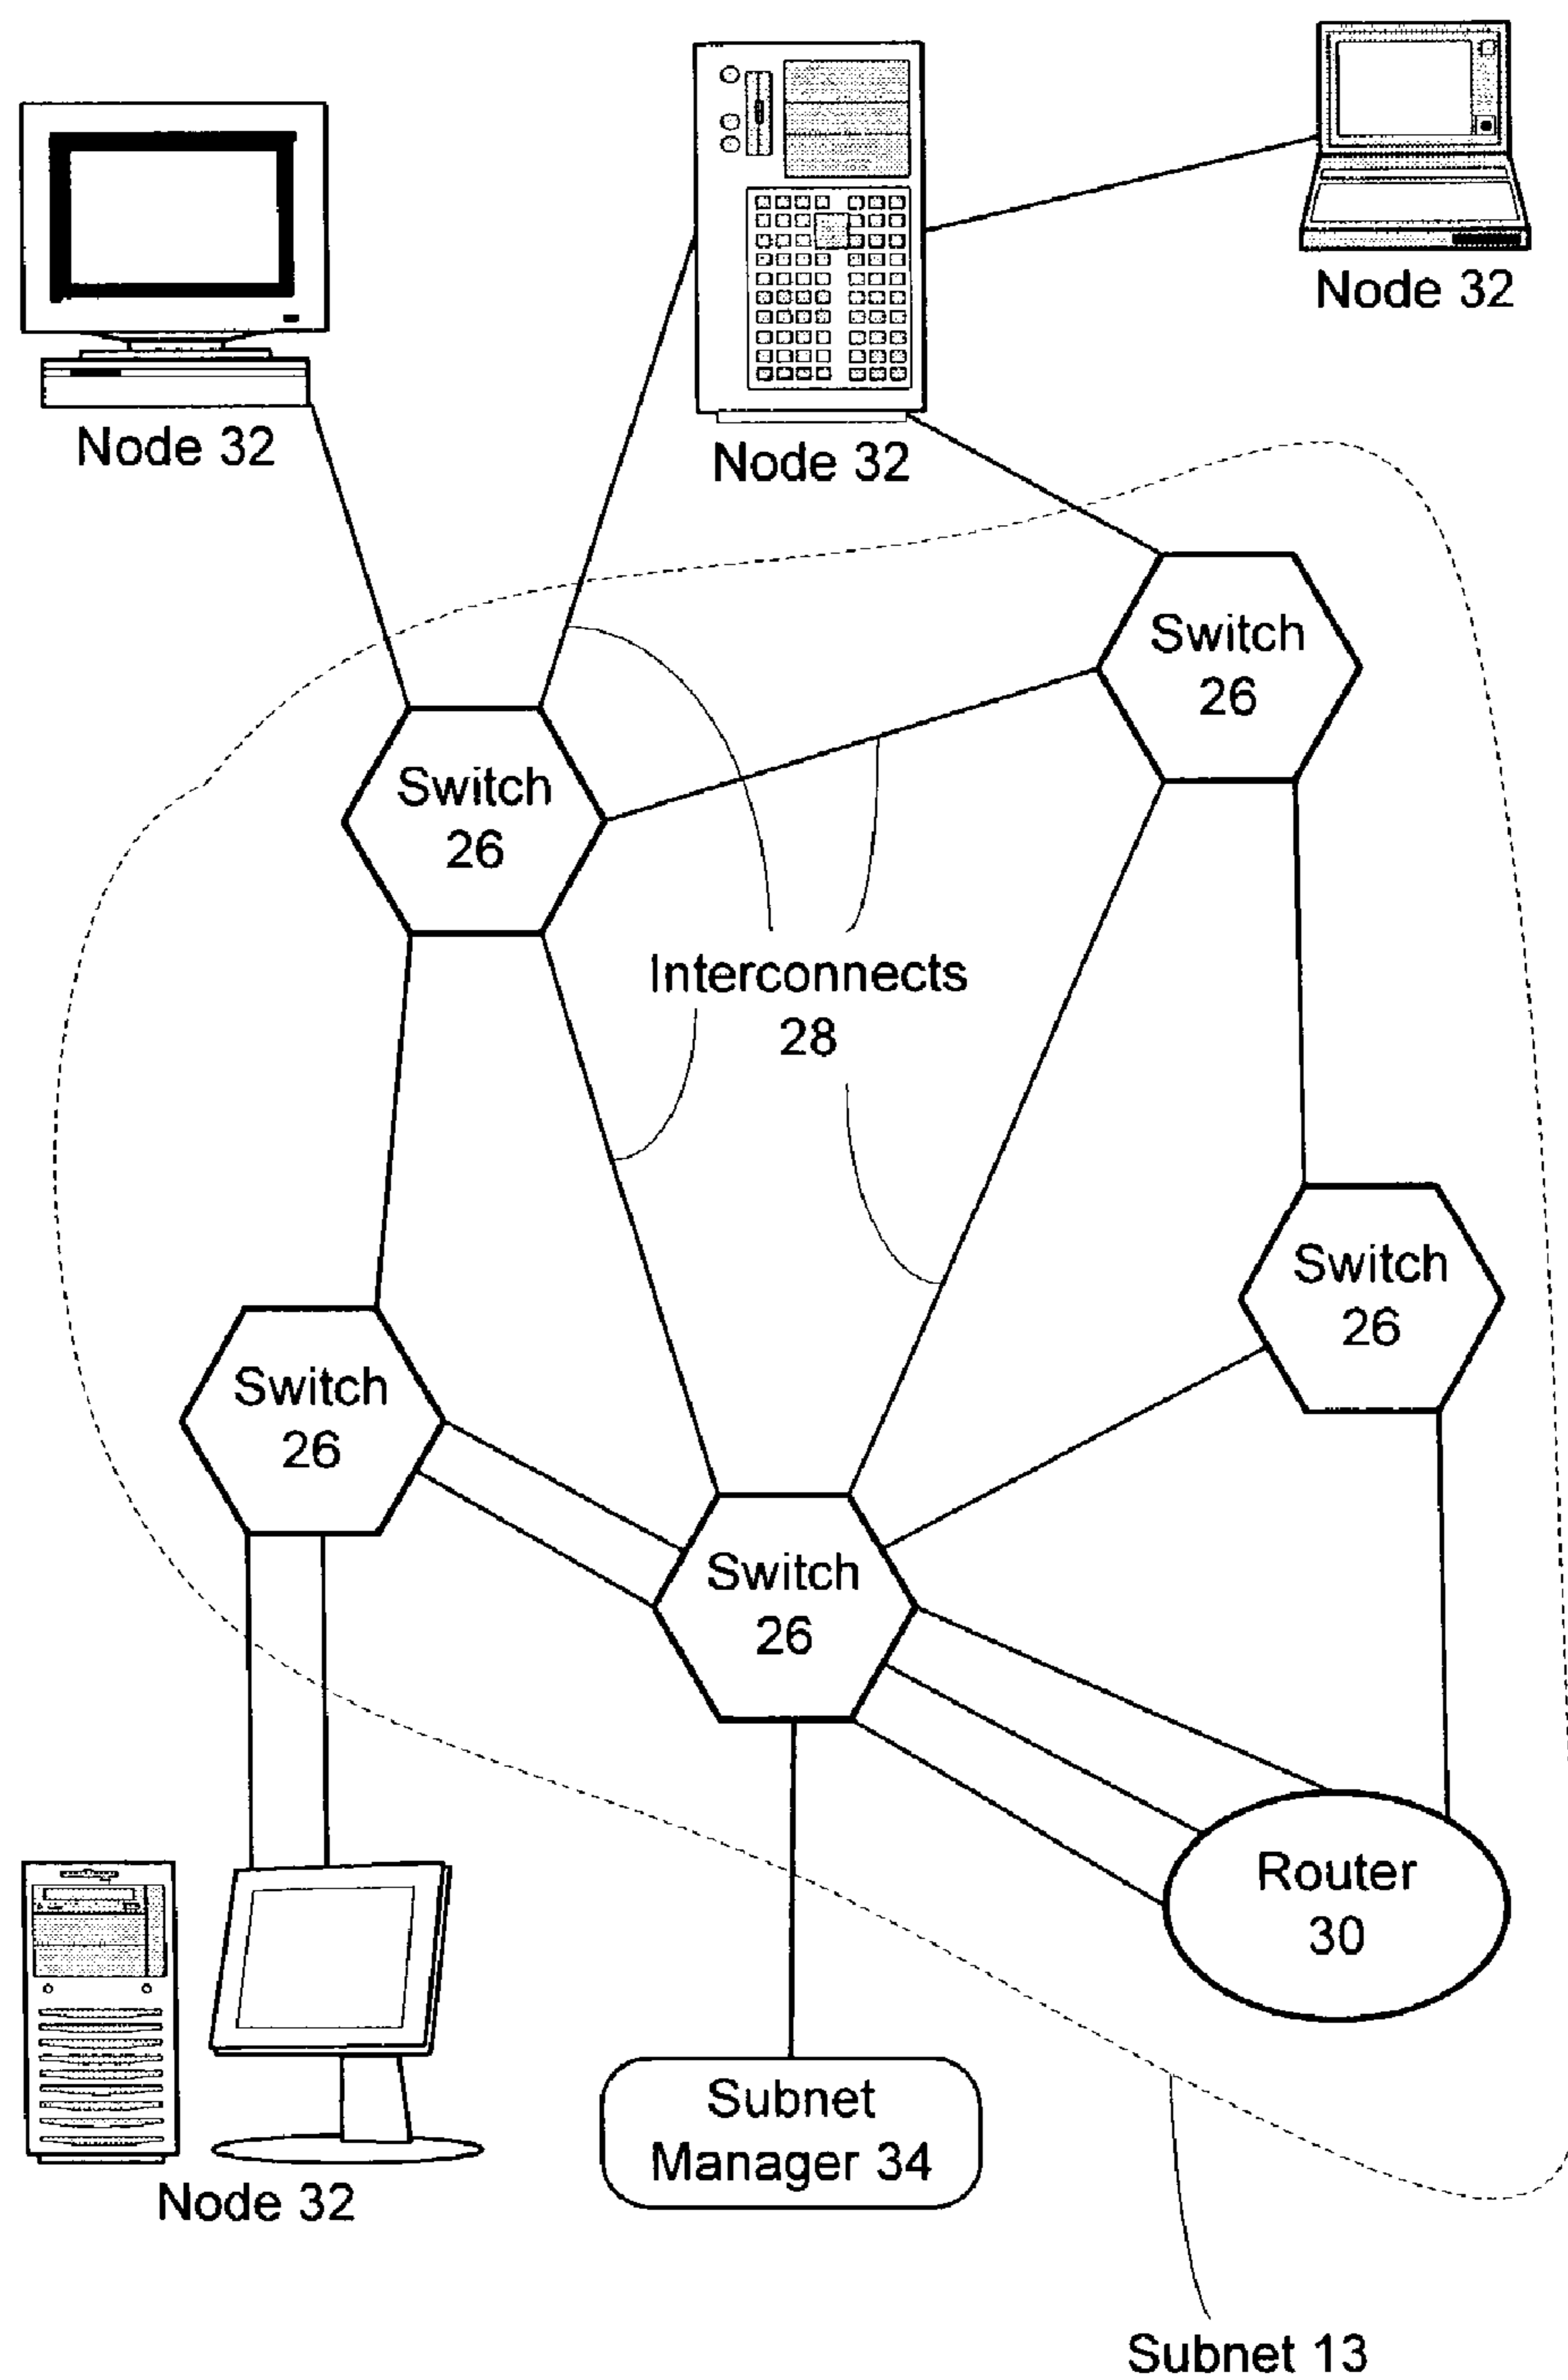 Node 32
Node 32
Node 32
Switch
26
Switch
26
Interconnects
28
Switch
26
Switch
26
Switch
26
Router
30
Subnet
Manager 34
Node 32
Subnet 13